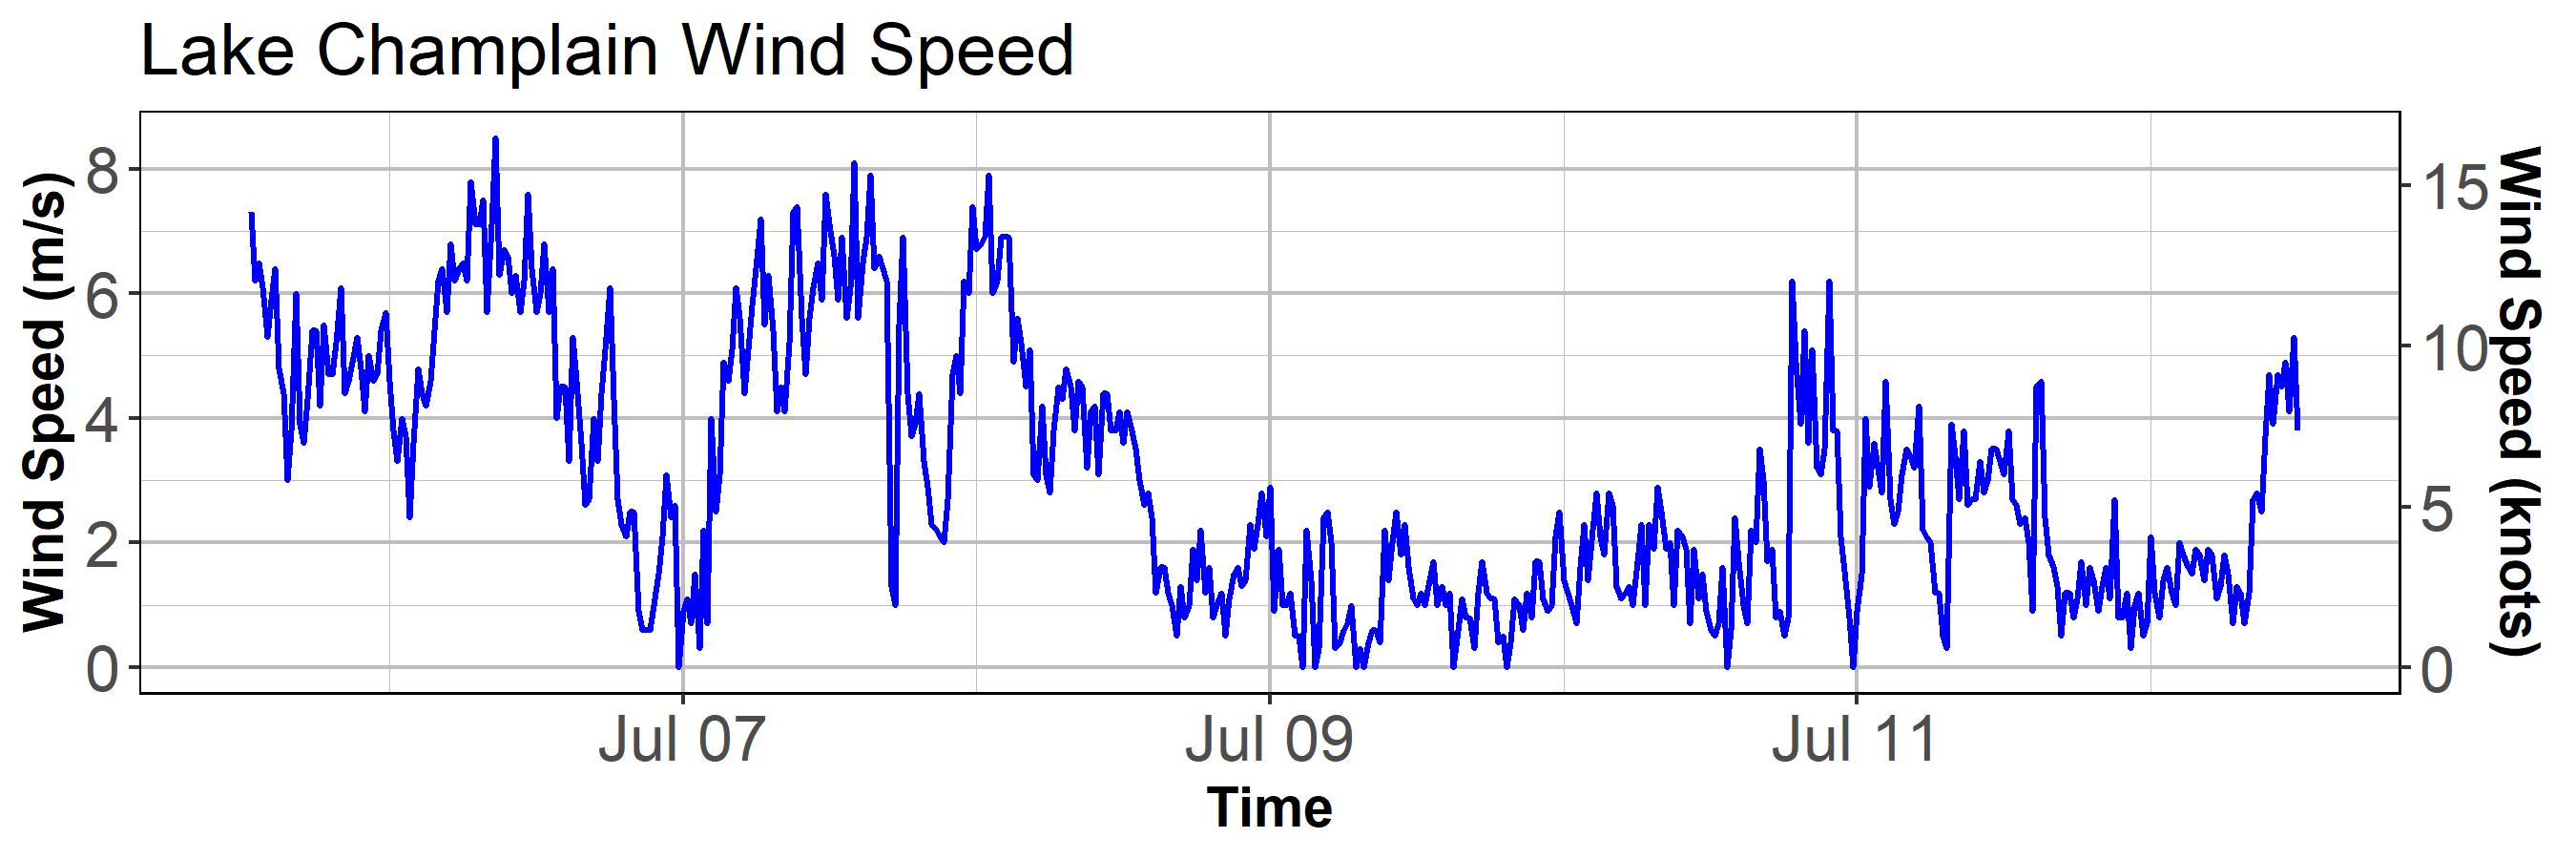 Lake Champlain Wind Speed
Wind Speed (m/s)
8
6
4
2
0
15
10
5
0
Wind Speed (knots)
Jul 07
Jul 09
Jul 11
Time